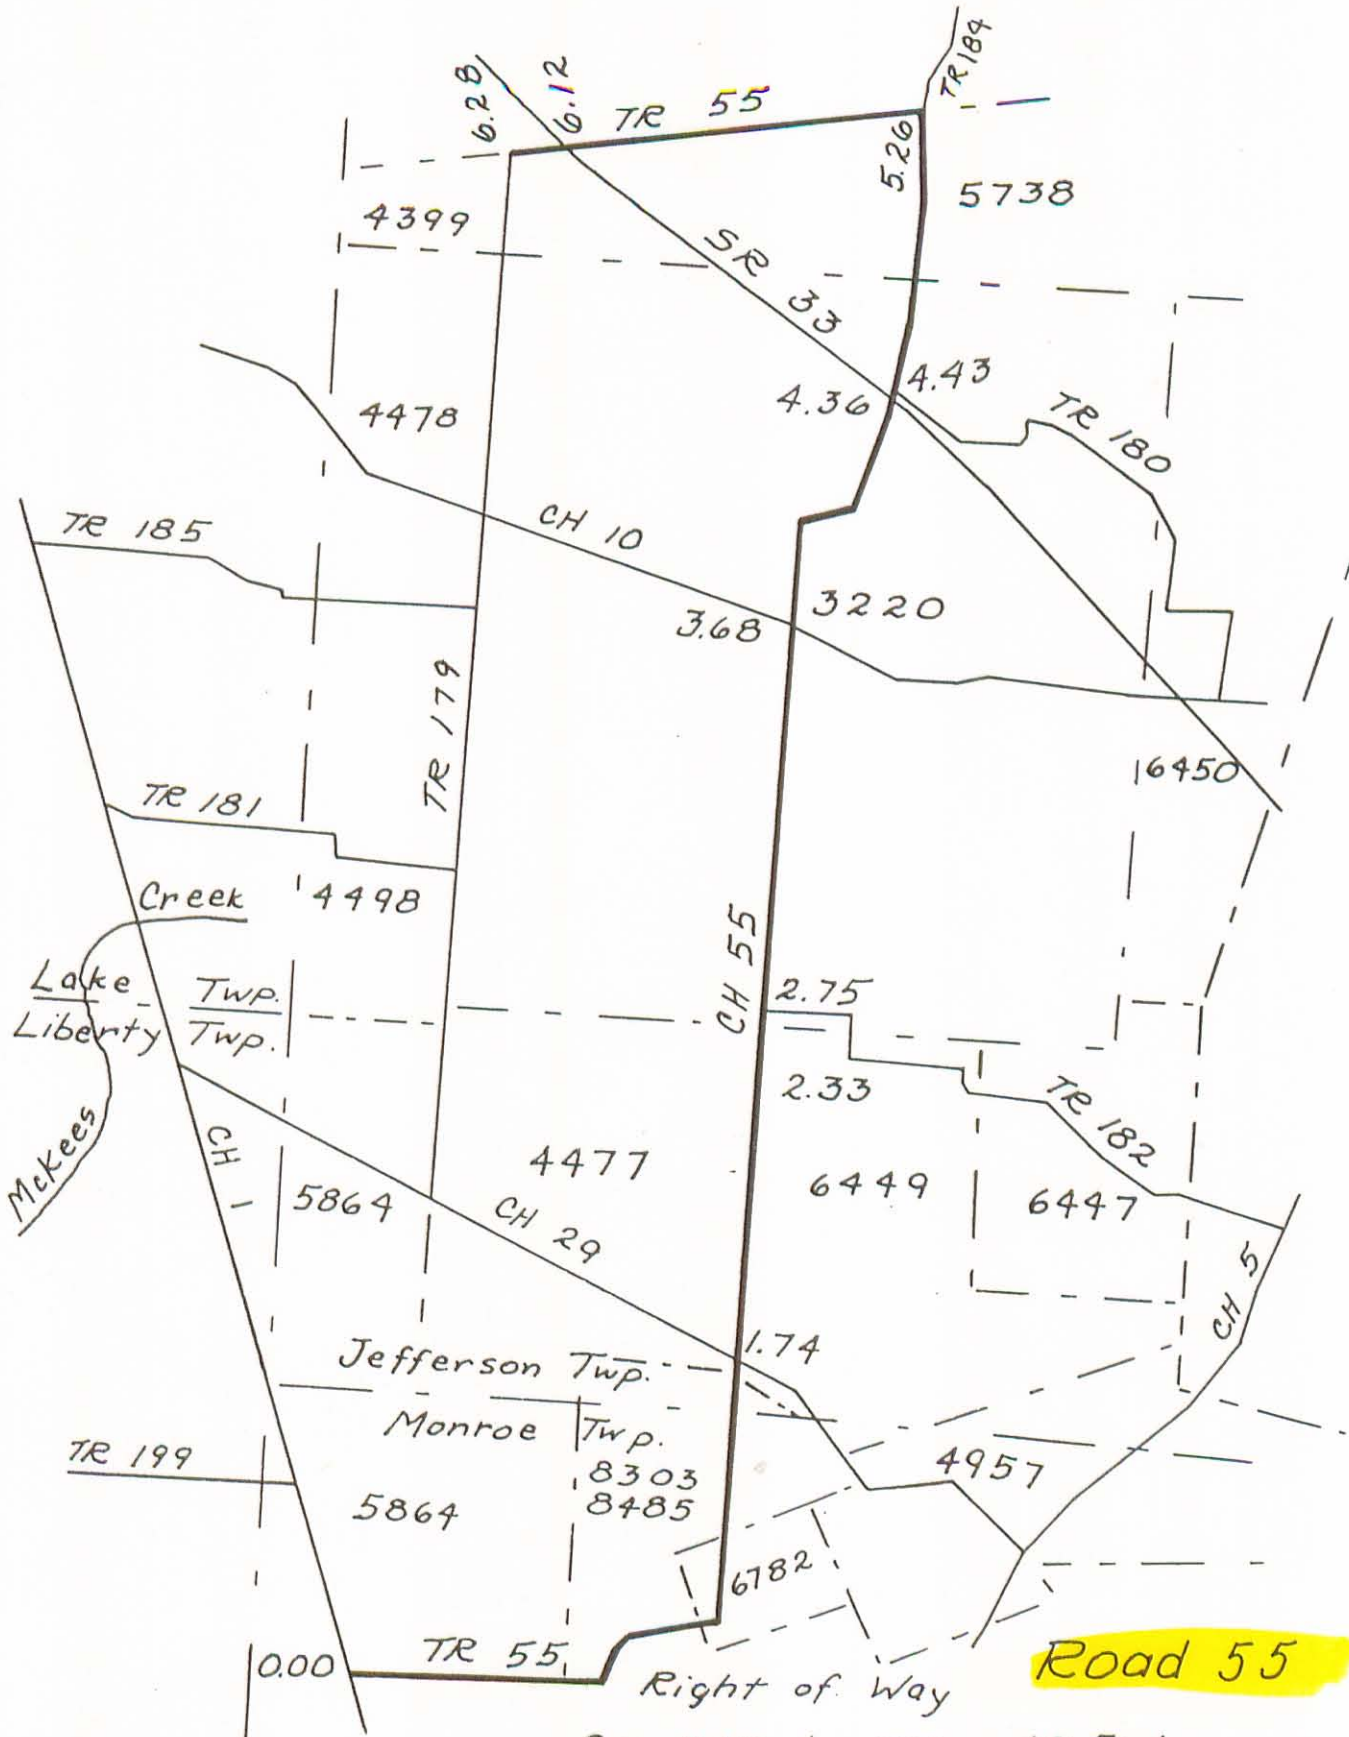 TR 184
6.28
6.12
TR 55
5.26
5738
4399
SR 33
4.43
4.36
4478
TR 180
CH 10
TR 185
3220
3.68
TR 179
16450
TR 181
Creek
4498
CH 55
Lake Twp.
Liberty Twp.
2.75
2.33
TR 182
McKees
CH 1
4477
6449
6447
5864
CH 29
CH 5
1.74
Jefferson Twp.
Monroe Twp.
TR 199
8303
8485
4957
5864
6782
TR 55
0.00
Road 55
Right of Way